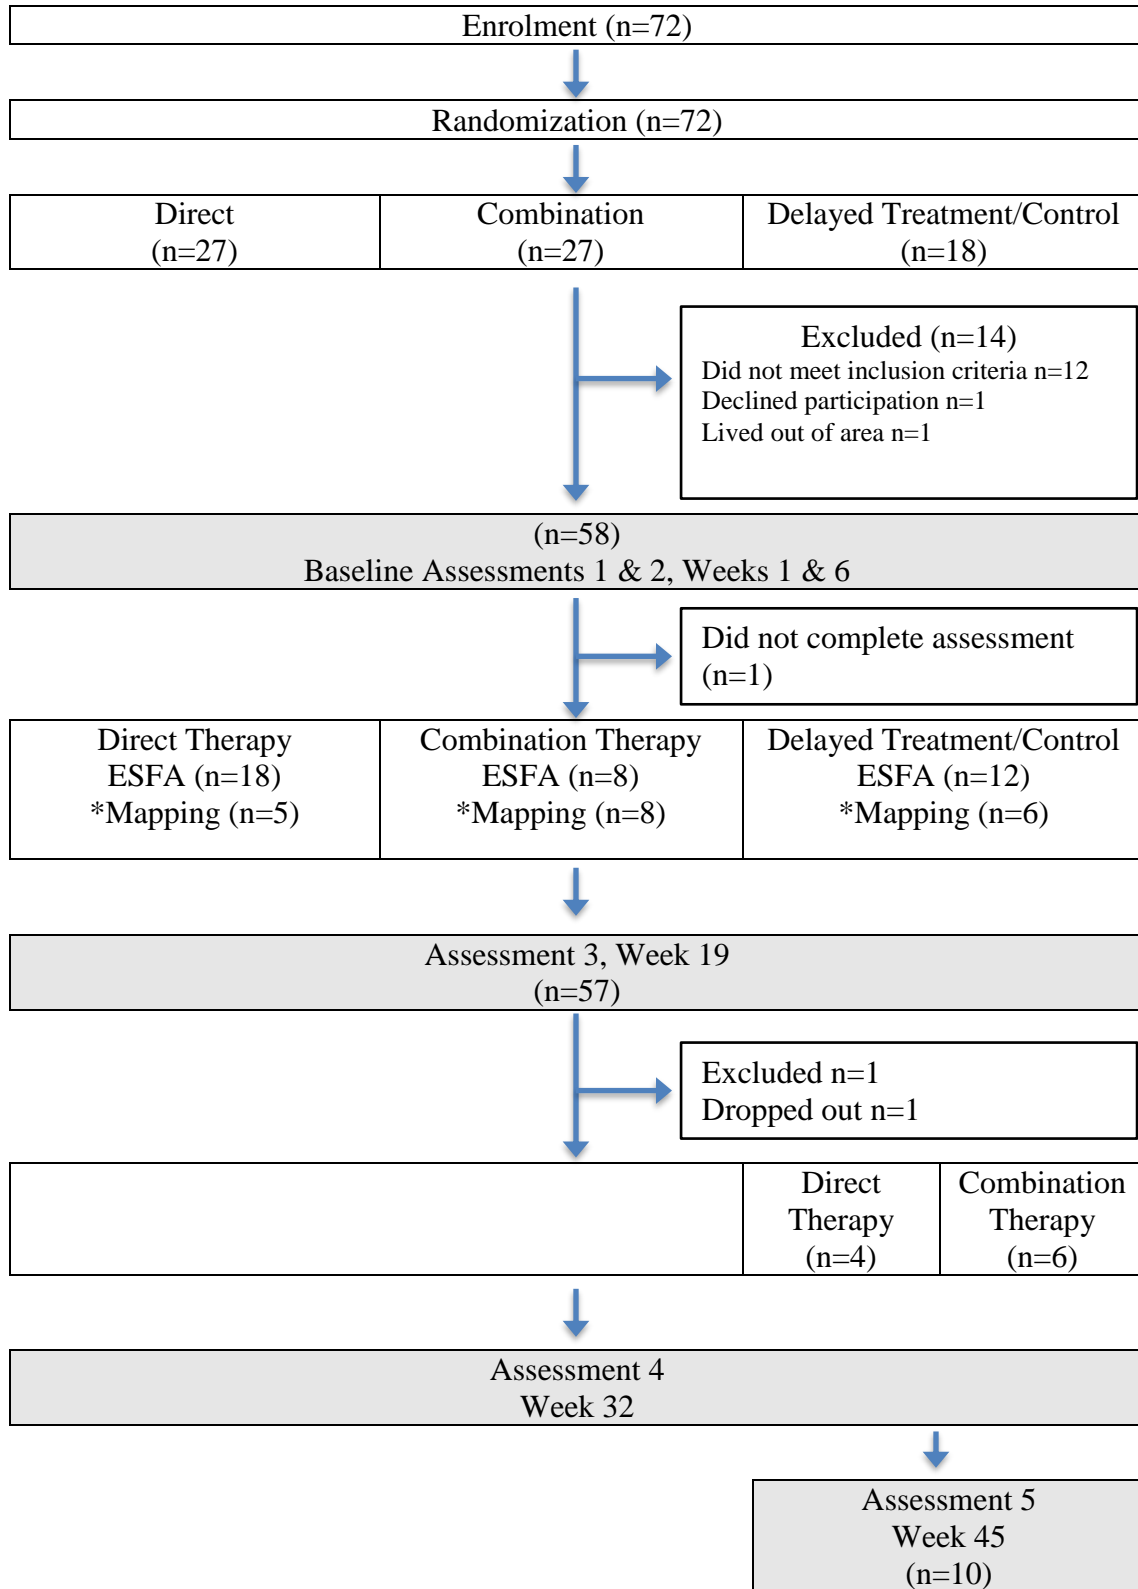 Enrolment (n=72)
Randomization (n=72)
Direct
(n=27)
Combination
(n=27)
Delayed Treatment/Control
(n=18)
Excluded (n=14)
Did not meet inclusion criteria n=12
Declined participation n=1
Lived out of area n=1
(n=58)
Baseline Assessments 1 & 2, Weeks 1 & 6
Did not complete assessment
(n=1)
Direct Therapy
ESFA (n=18)
*Mapping (n=5)
Combination Therapy
ESFA (n=8)
*Mapping (n=8)
Delayed Treatment/Control
ESFA (n=12)
*Mapping (n=6)
Assessment 3, Week 19
(n=57)
Excluded n=1
Dropped out n=1
Direct
Therapy
(n=4)
Combination
Therapy
(n=6)
Assessment 4
Week 32
Assessment 5
Week 45
(n=10)